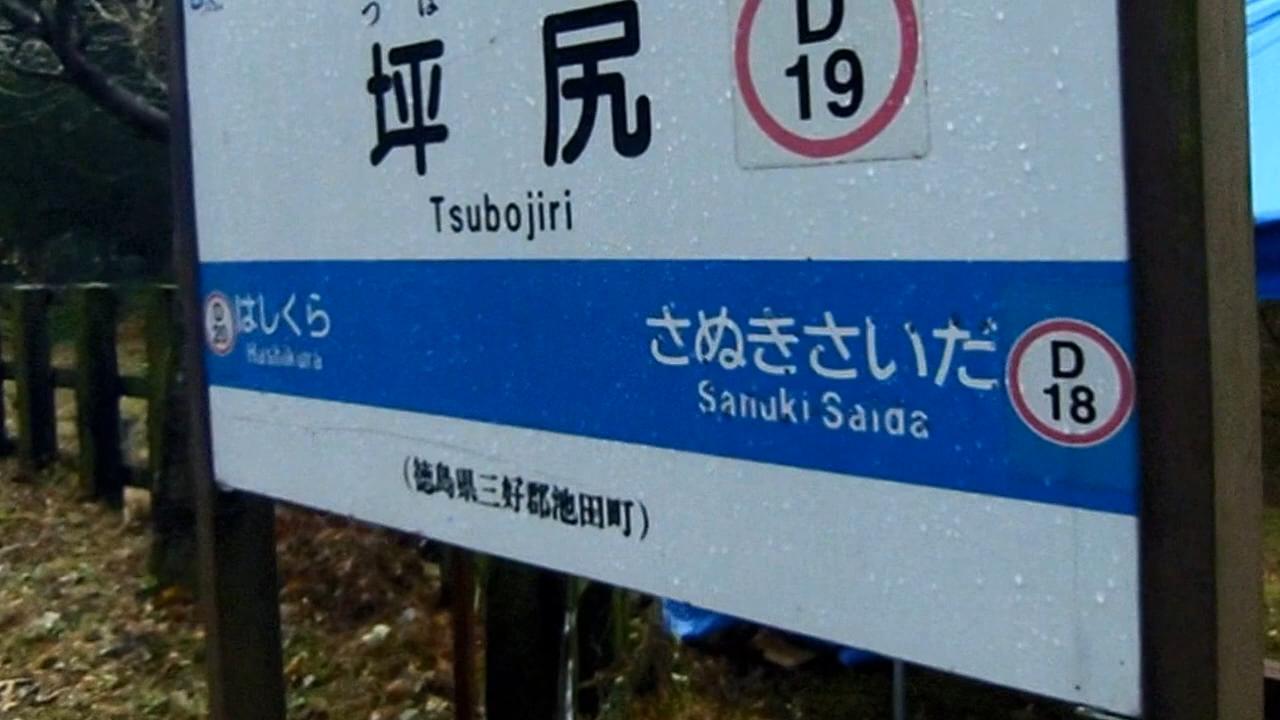 つぼ
坪尻
D
19
Tsubojiri
D
20
はしくら
Hashikura
さぬきさいだ
Sanuki Saida
D
18
(徳島県三好郡池田町)